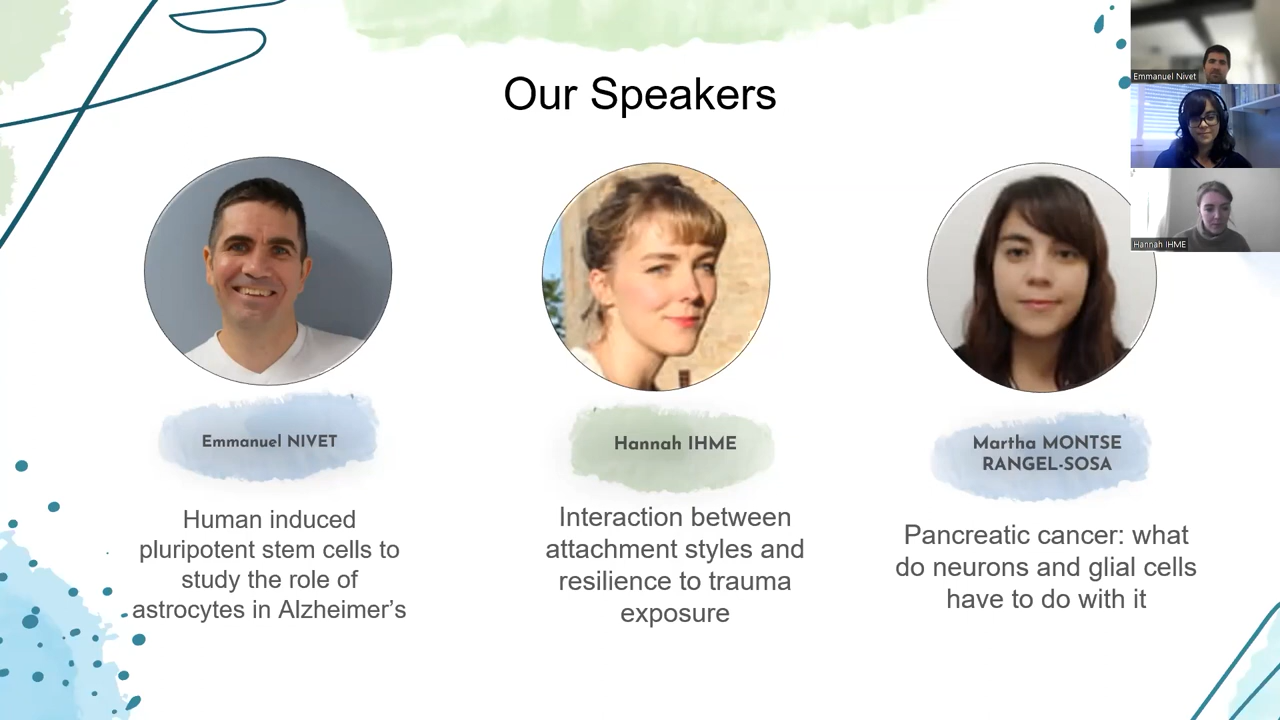 Our Speakers
Emmanuel Nivet
Hannah IHME
Emmanuel NIVET
Hannah IHME
Martha MONTSE
RANGEL-SOSA
Human induced
pluripotent stem cells to
study the role of
astrocytes in Alzheimer’s
Interaction between
attachment styles and
resilience to trauma
exposure
Pancreatic cancer: what
do neurons and glial cells
have to do with it